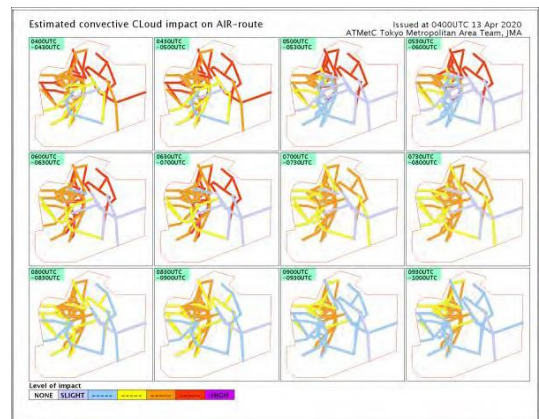 Estimated convective CLoud impact on AIR-route
Issued at 0400UTC 13 Apr 2020
ATMetC Tokyo Metropolitan Area Team, JMA
0400UTC
-0430UTC
0430UTC
-0500UTC
0500UTC
-0530UTC
0530UTC
-0600UTC
0600UTC
-0630UTC
0630UTC
-0700UTC
0700UTC
-0730UTC
0730UTC
-0800UTC
0800UTC
-0830UTC
0830UTC
-0900UTC
0900UTC
-0930UTC
0930UTC
-1000UTC
Level of impact
NONE SLIGHT ----- ----- ----- ----- HIGH